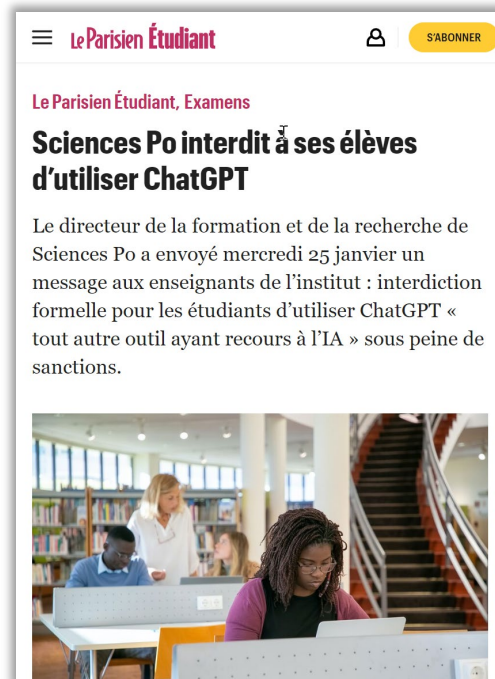 Le Parisien Étudiant
S'ABONNER
Le Parisien Étudiant, Examens
Sciences Po interdit à ses élèves
d'utiliser ChatGPT
Le directeur de la formation et de la recherche de
Sciences Po a envoyé mercredi 25 janvier un
message aux enseignants de l'institut : interdiction
formelle pour les étudiants d'utiliser ChatGPT «
tout autre outil ayant recours à l'IA » sous peine de
sanctions.